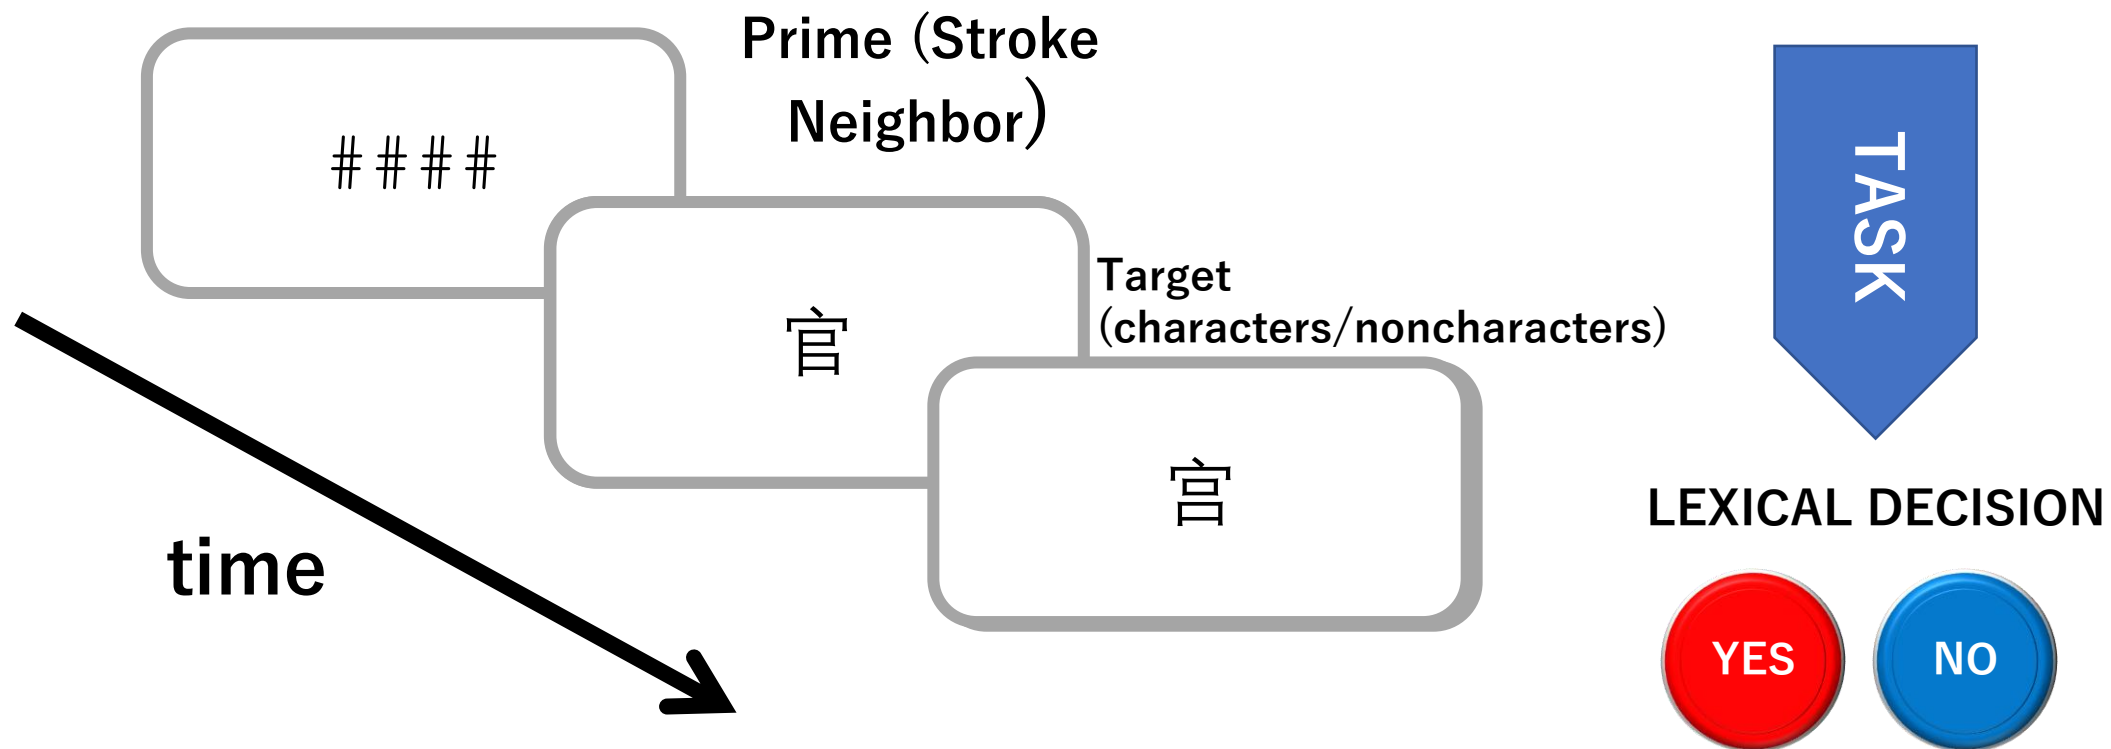 Prime (Stroke
Neighbor)
####
官
Target
(characters/noncharacters)
宫
time
TASK
LEXICAL DECISION
YES
NO